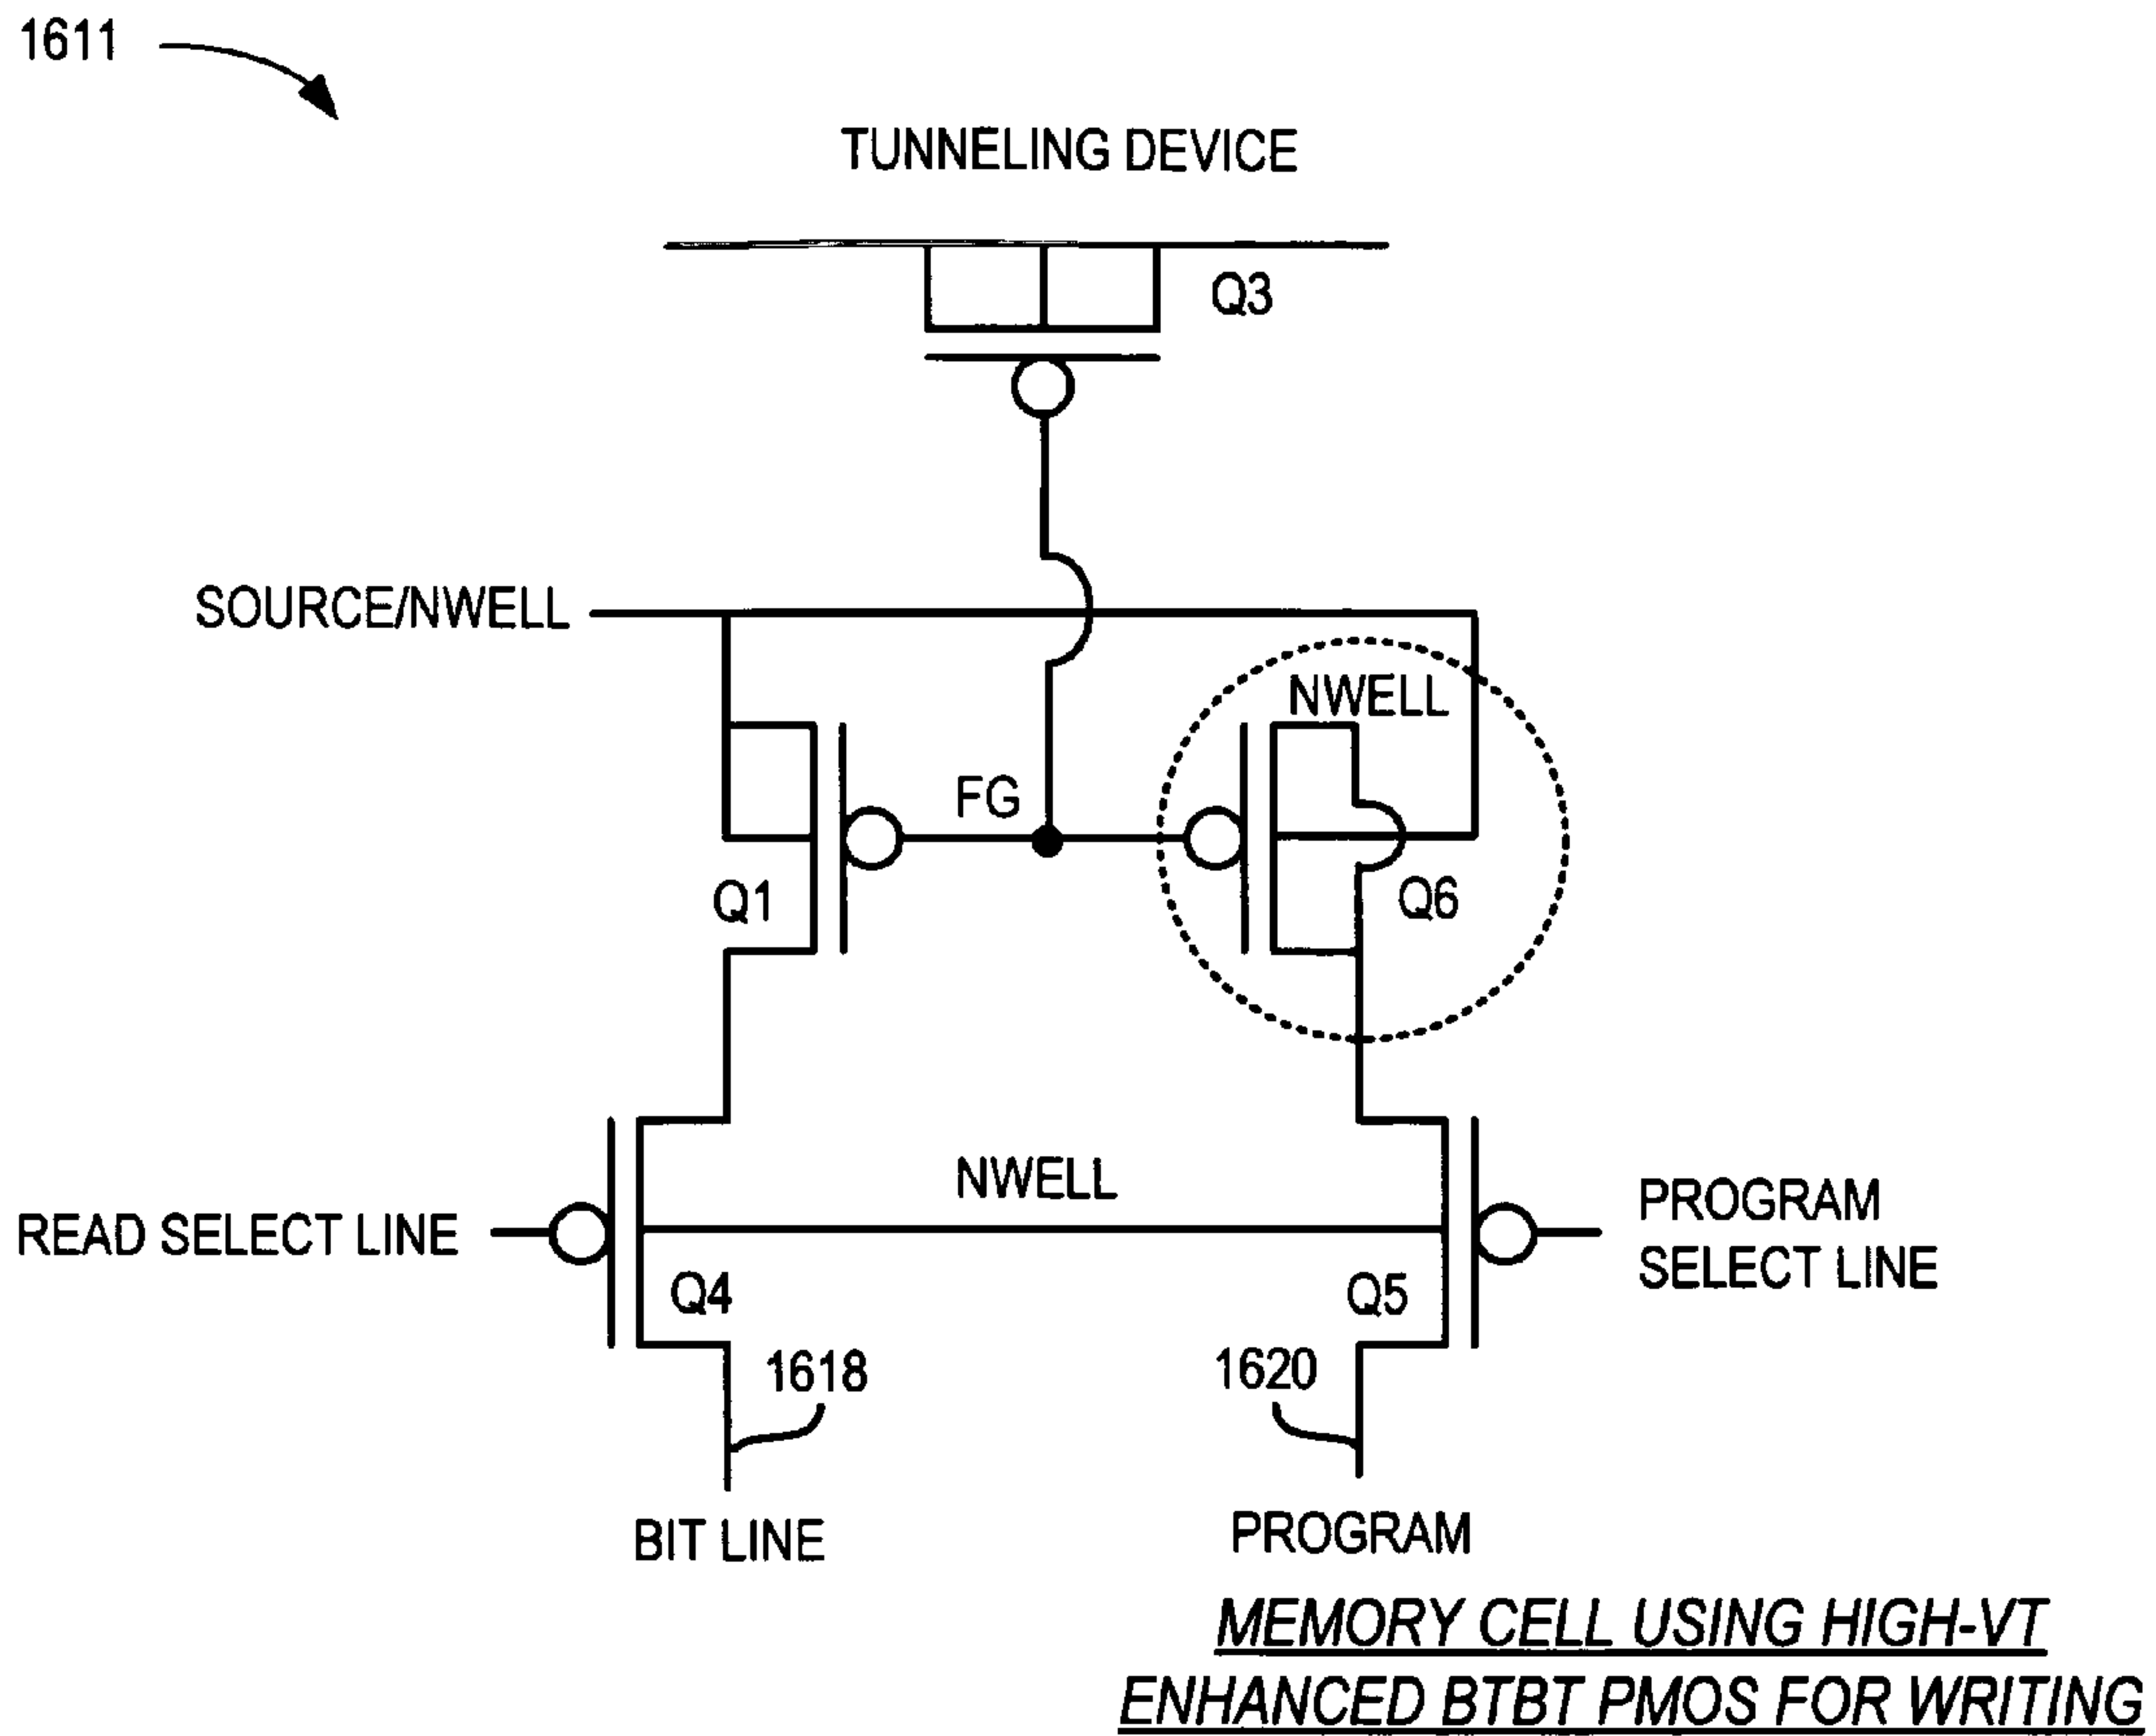 1611
TUNNELING DEVICE
Q3
SOURCE/NWELL
NWELL
FG
Q1
Q6
NWELL
READ SELECT LINE
PROGRAM
SELECT LINE
Q4
Q5
1618
1620
BIT LINE
PROGRAM
MEMORY CELL USING HIGH-VT
ENHANCED BTBT PMOS FOR WRITING